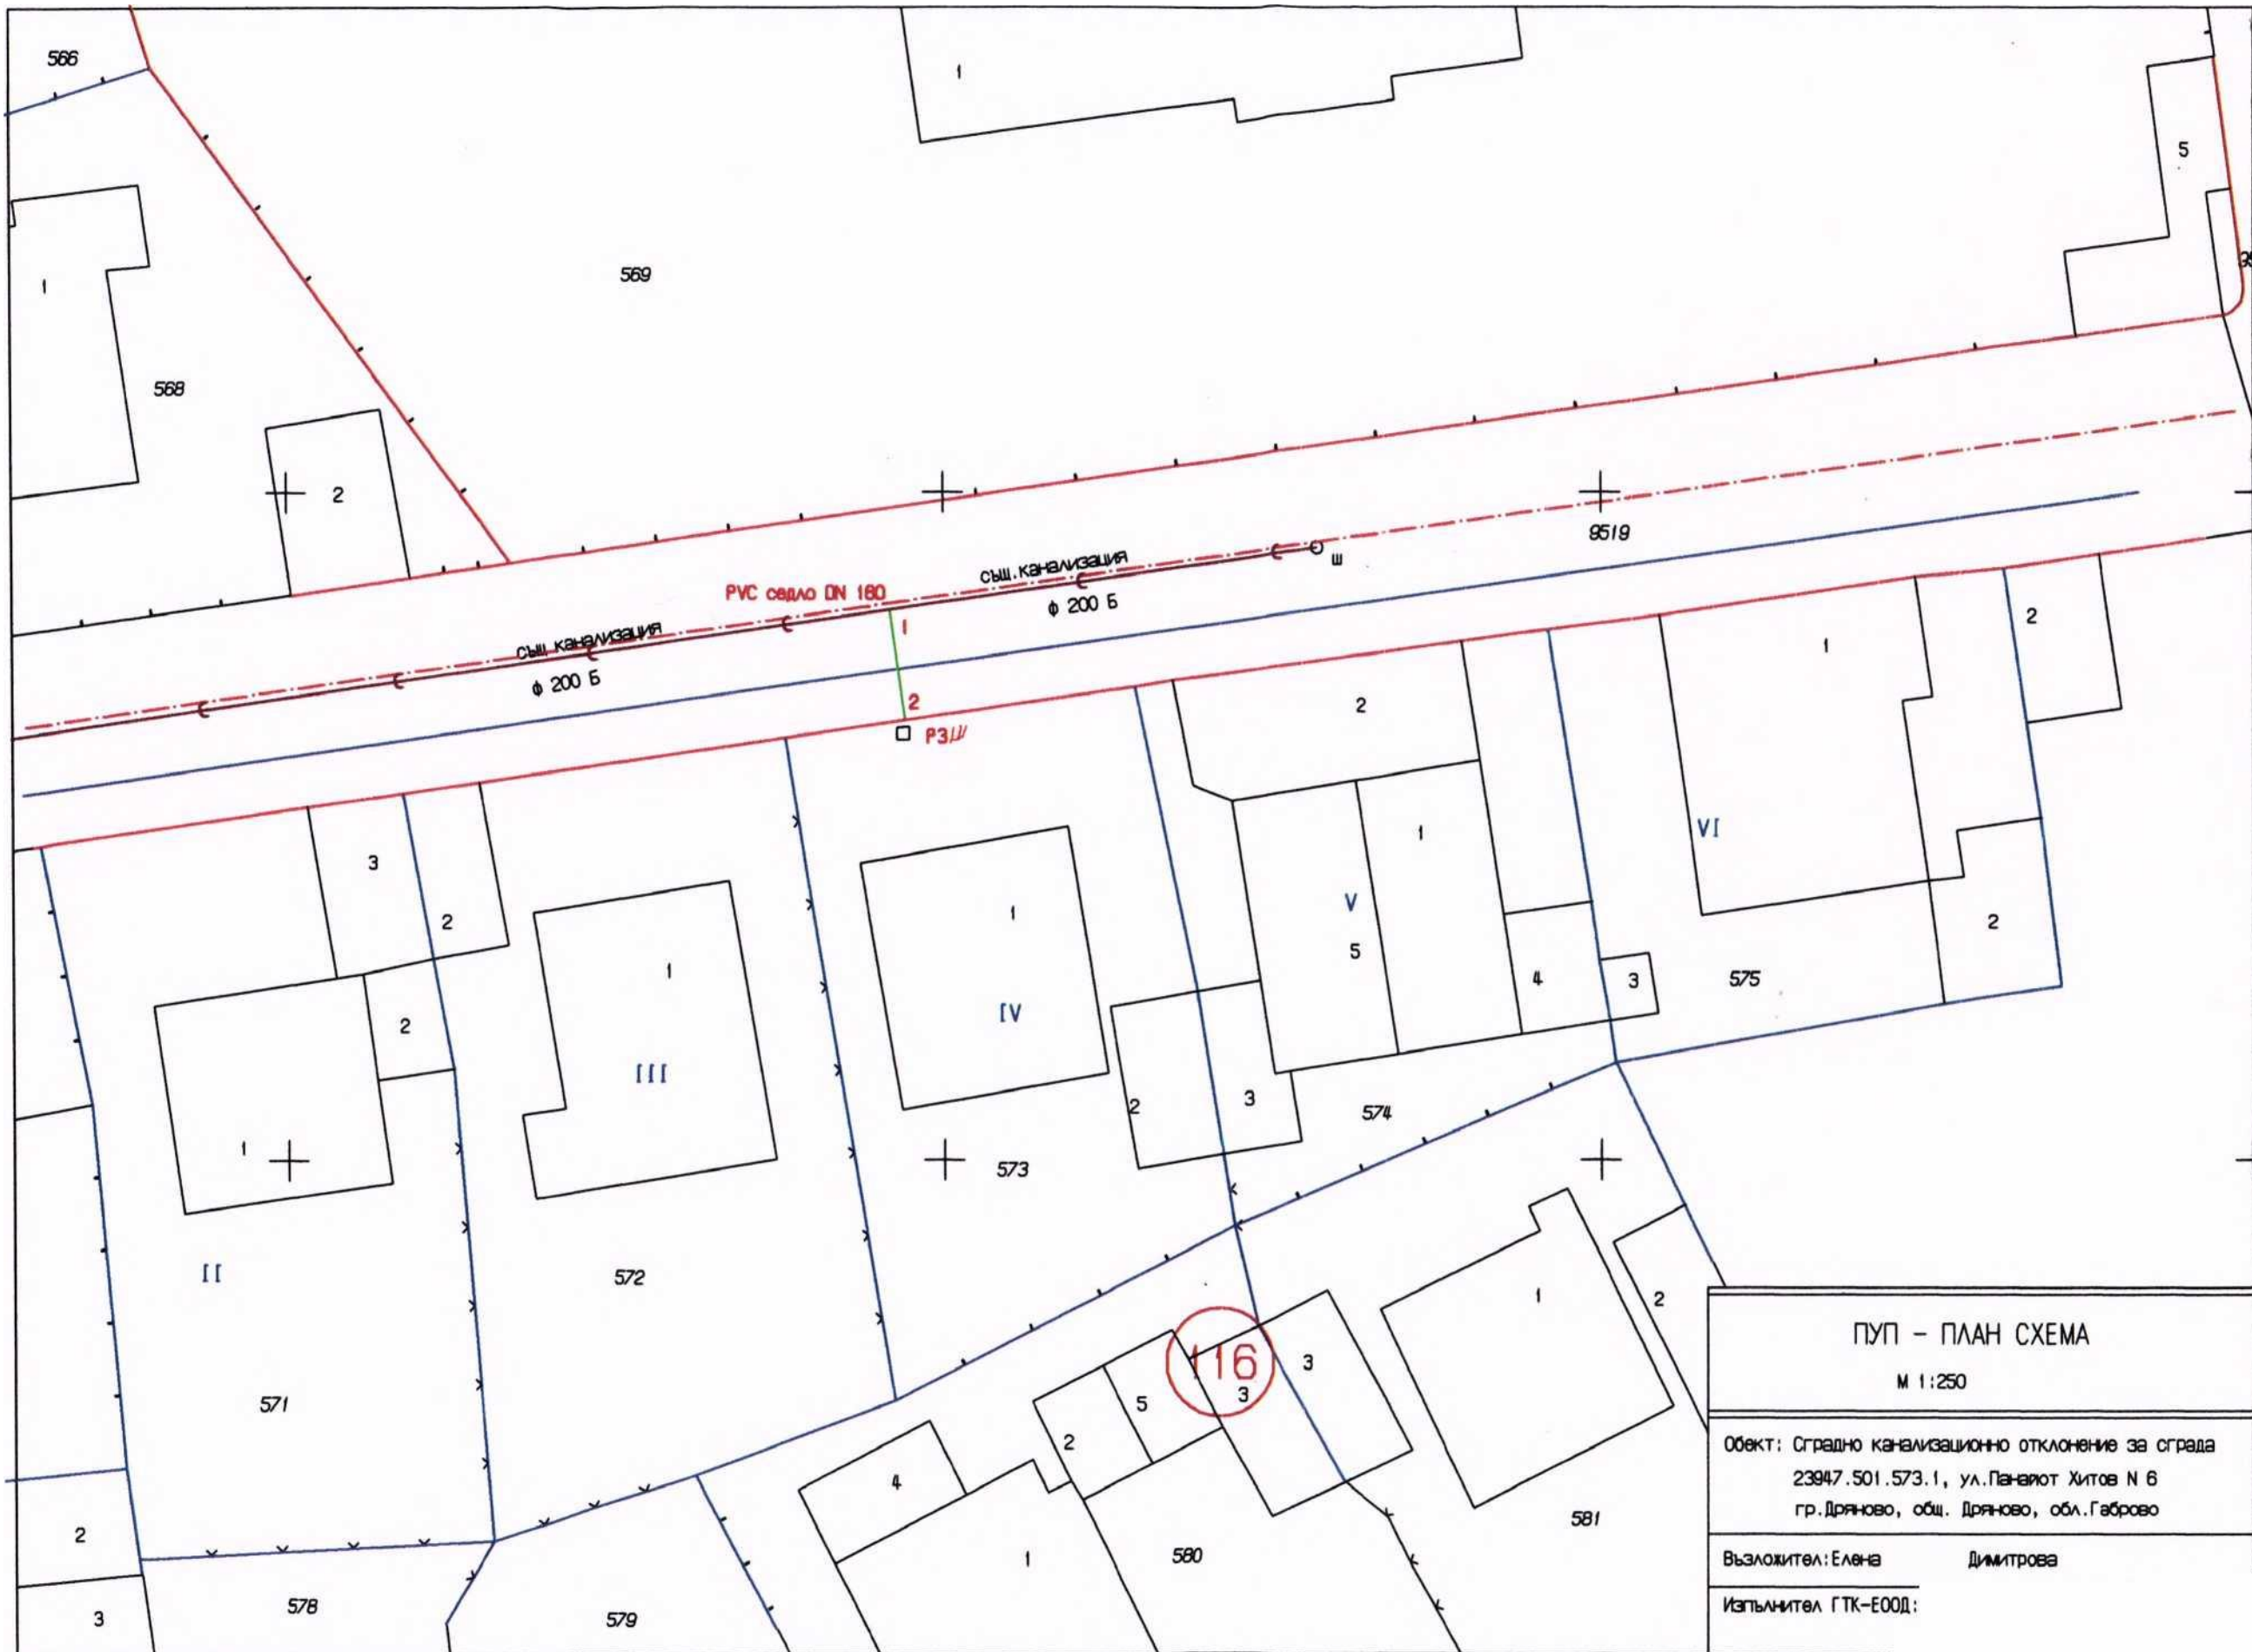 566
1
5
1
569
568
2
9519
същ.канализация
Ш
PVC седло DN 160
ф 200 Б
1
същ канализация
ф 200 Б
2
РЗШ
2
1
2
3
2
1
1
VI
1
V
5
2
4
3
575
2
IV
III
1
2
3
574
573
II
572
571
1
2
116
3
3
5
2
4
1
580
581
2
3
578
579
ПУП - ПЛАН СХЕМА
М 1:250
Обект: Сградно канализационно отклонение за сграда
23947.501.573.1, ул.Панайот Хитов N 6
гр.Дряново, общ. Дряново, обл.Габрово
Възложител:Елена Димитрова
Изпълнител ГТК-ЕООД: